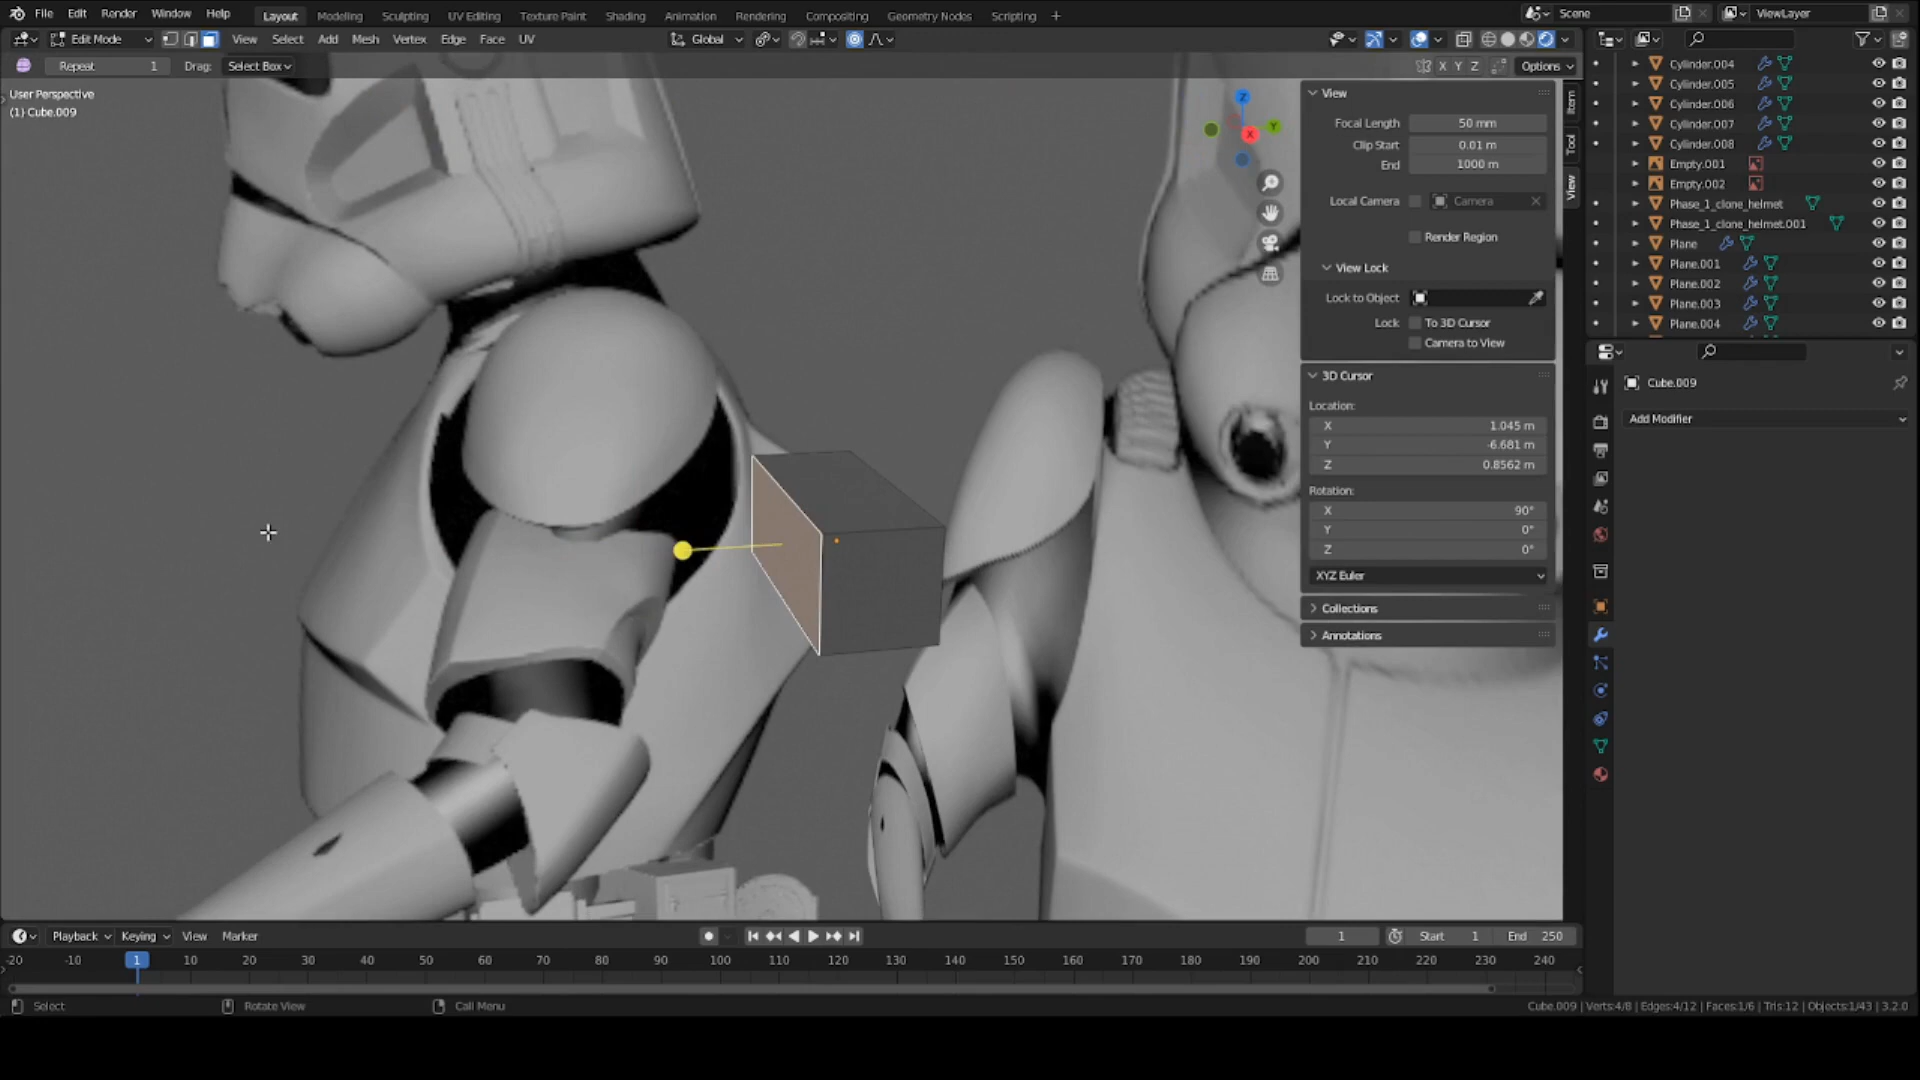 File Edit Render Window Help Layout Modeling Sculpting UV Editing Texture Paint Shading Animation Rendering Compositing Geometry Nodes Scripting + Scene ViewLayer
Edit Mode View Select Add Mesh Vertex Edge Face UV Global
Repeat 1 Drag: Select Box X Y Z Options
User Perspective
(1) Cube.009
Z
Y
X
View
Focal Length 50 mm
Clip Start 0.01 m
End 1000 m
Local Camera Camera
Render Region
View Lock
Lock to Object
Lock To 3D Cursor
Camera to View
3D Cursor
Location:
X 1.045 m
Y -6.681 m
Z 0.8562 m
Rotation:
X 90°
Y 0°
Z 0°
XYZ Euler
Collections
Annotations
Item
Tool
View
Cylinder.004
Cylinder.005
Cylinder.006
Cylinder.007
Cylinder.008
Empty.001
Empty.002
Phase_1_clone_helmet
Phase_1_clone_helmet.001
Plane
Plane.001
Plane.002
Plane.003
Plane.004
Cube.009
Add Modifier
Playback Keying View Marker 1 Start 1 End 250
-20 -10 1 10 20 30 40 50 60 70 80 90 100 110 120 130 140 150 160 170 180 190 200 210 220 230 240
Select Rotate View Call Menu Cube.009 | Verts:4/8 | Edges:4/12 | Faces:1/6 | Tris:12 | Objects:1/43 | 3.2.0